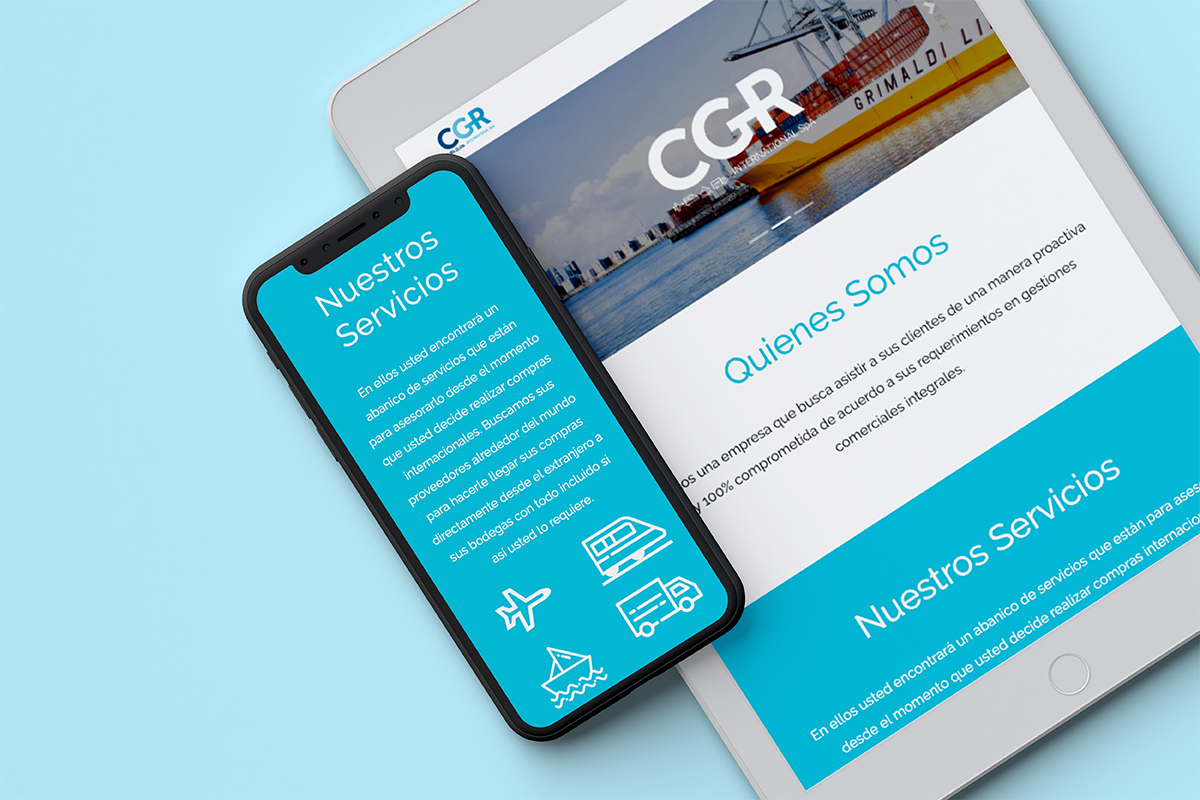 Nuestros
Servicios
En ellos usted encontrará un
abanico de servicios que están
para asesorarlo desde el momento
que usted decide realizar compras
internacionales. Buscamos sus
proveedores alrededor del mundo
para hacerle llegar sus compras
directamente desde el extranjero a
sus bodegas con todo incluido si
así usted lo requiere.
CGR
CGR
INTERNATIONAL SpA
GRIMALDI LI
Quienes Somos
os una empresa que busca asistir a sus clientes de una manera proactiva
y 100% comprometida de acuerdo a sus requerimientos en gestiones
comerciales integrales.
Nuestros Servicios
En ellos usted encontrará un abanico de servicios que están para ases
desde el momento que usted decide realizar compras internacio